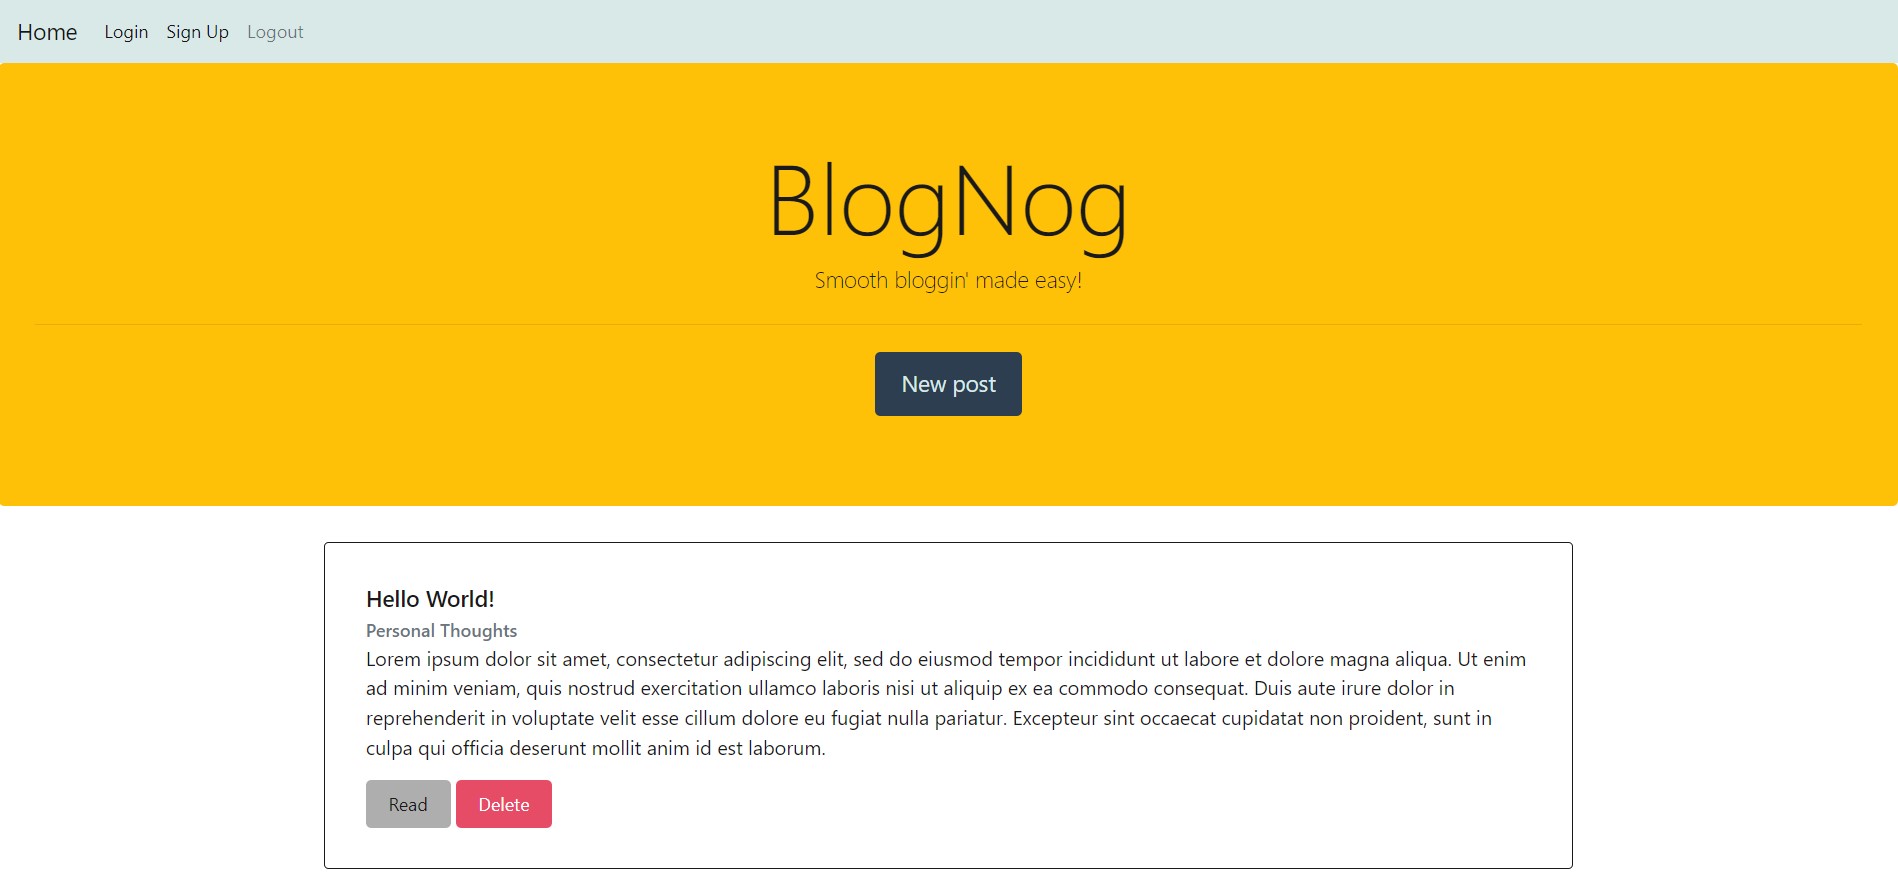 Home Login Sign Up Logout
BlogNog
Smooth bloggin' made easy!
New post
Hello World!
Personal Thoughts
Lorem ipsum dolor sit amet, consectetur adipiscing elit, sed do eiusmod tempor incididunt ut labore et dolore magna aliqua. Ut enim
ad minim veniam, quis nostrud exercitation ullamco laboris nisi ut aliquip ex ea commodo consequat. Duis aute irure dolor in
reprehenderit in voluptate velit esse cillum dolore eu fugiat nulla pariatur. Excepteur sint occaecat cupidatat non proident, sunt in
culpa qui officia deserunt mollit anim id est laborum.
Read Delete